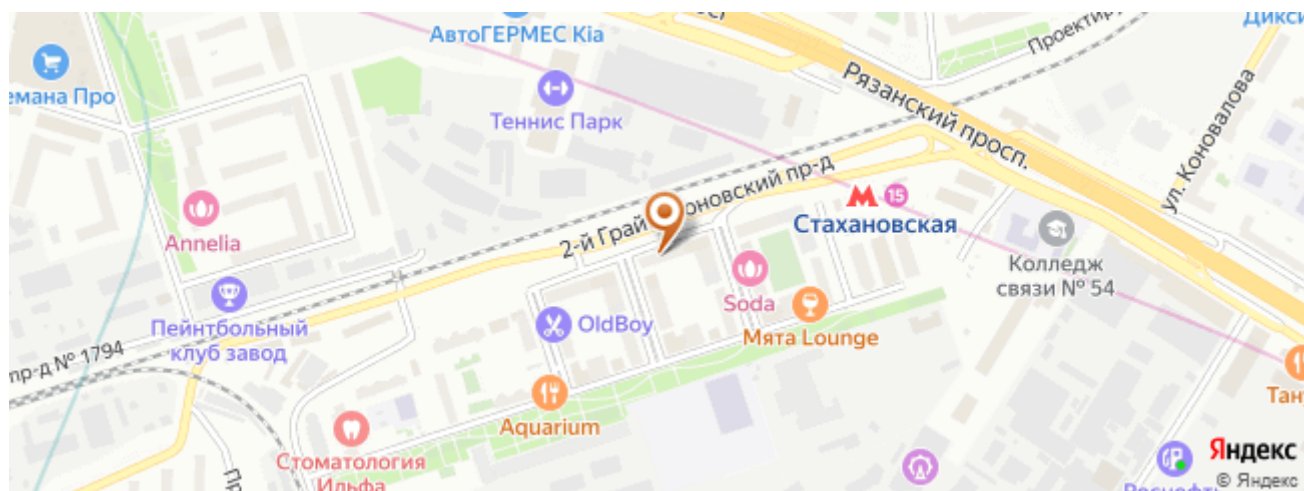 АвтоГЕРМЕС Kia
Дикси
Проектиру
емана Про
Теннис Парк
Рязанский просп.
ул. Коновалова
2-й Грай
оновский пр-д
15
Стахановская
Annelia
Колледж
связи № 54
Soda
OldBoy
Мята Lounge
Пейнтбольный
клуб завод
пр-д № 1794
Aquarium
Тан
Стоматология
Ильфа
Пр
Яндекс
© Яндекс